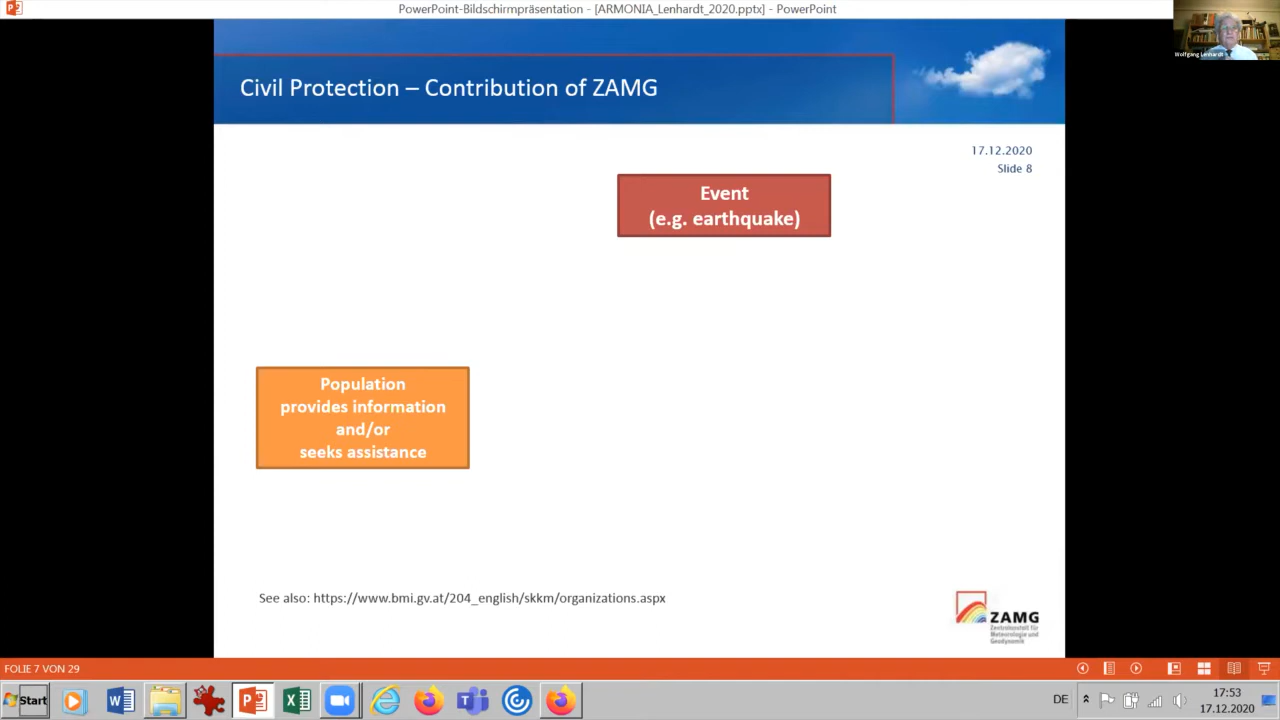 PowerPoint-Bildschirmpräsentation - [ARMONIA_Lenhardt_2020.pptx] - PowerPoint
Wolfgang Lenhardt
Civil Protection – Contribution of ZAMG
17.12.2020
Slide 8
Event
(e.g. earthquake)
Population
provides information
and/or
seeks assistance
See also: https://www.bmi.gv.at/204_english/skkm/organizations.aspx
ZAMG
Zentralanstalt für
Meteorologie und
Geodynamik
FOLIE 7 VON 29
Start
DE
17:53
17.12.2020